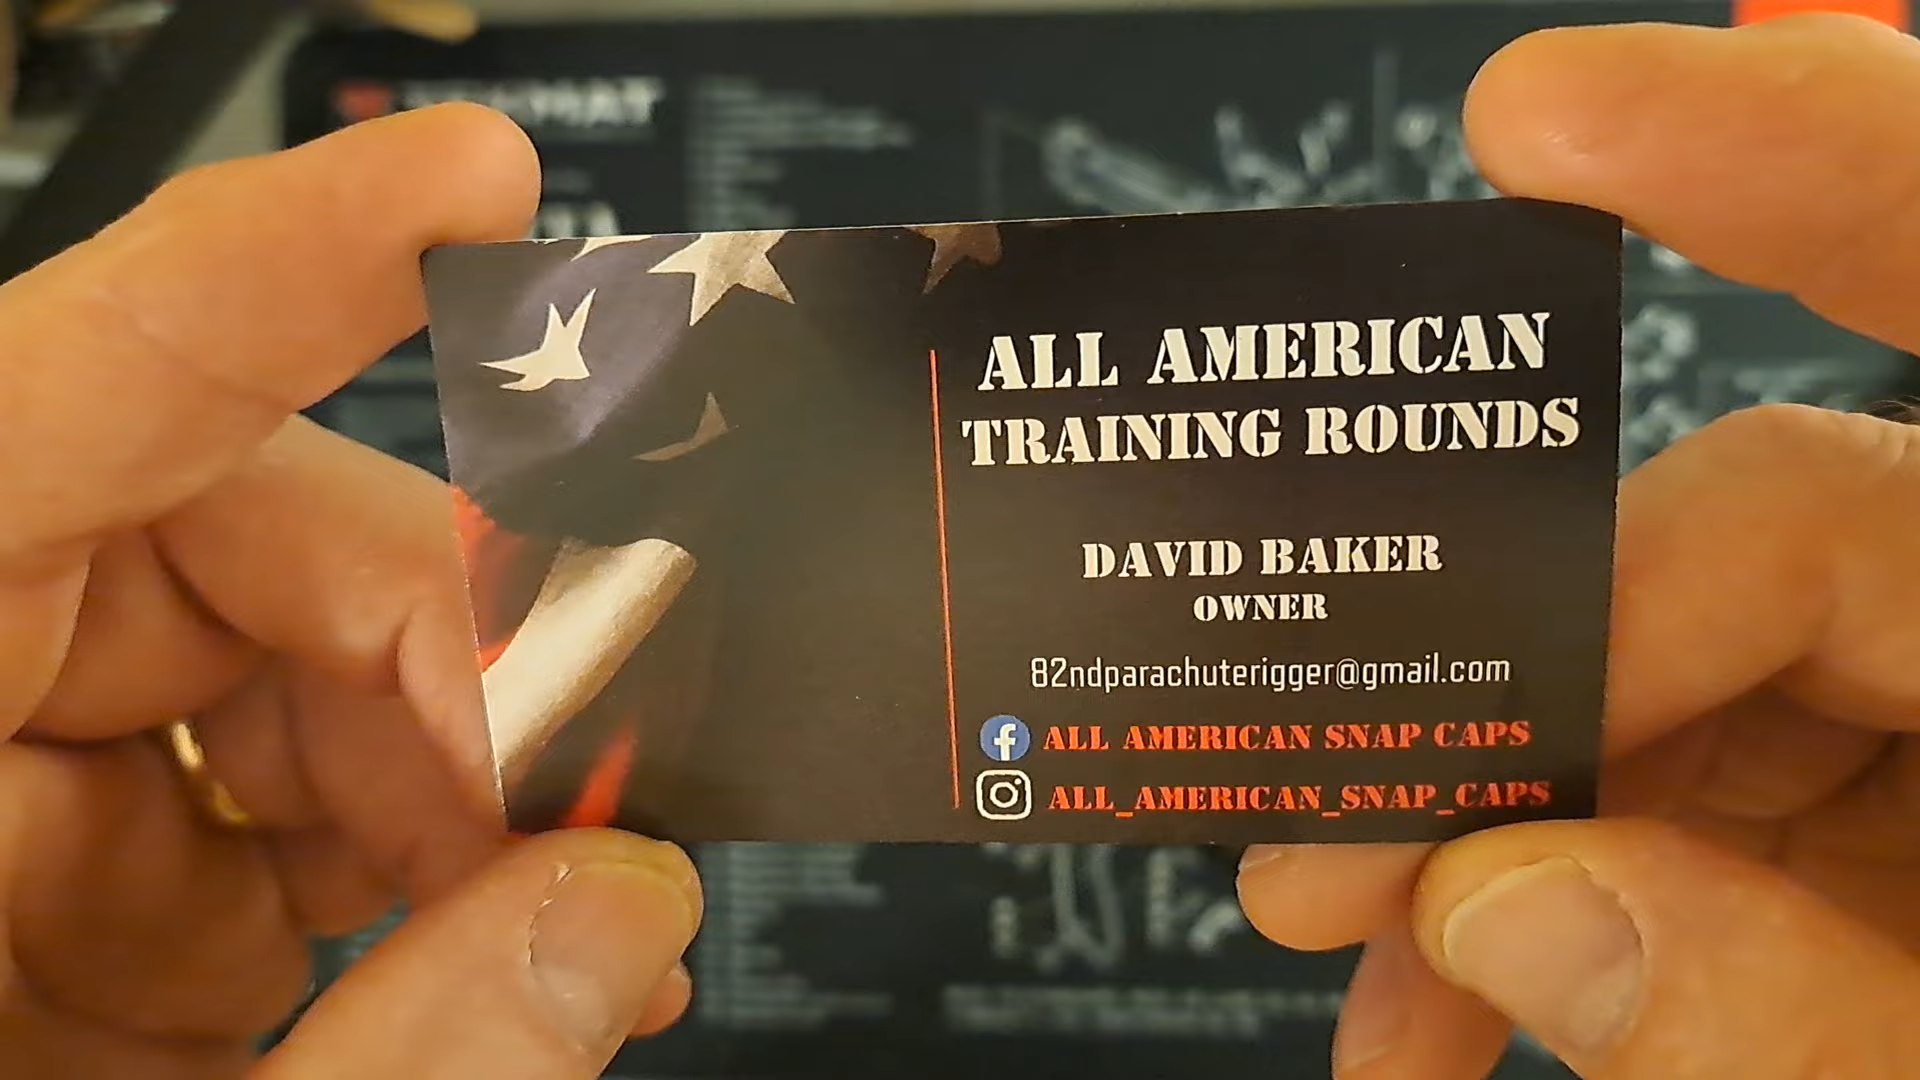 ALL AMERICAN
TRAINING ROUNDS
DAVID BAKER
OWNER
82ndparachuterigger@gmail.com
ALL AMERICAN SNAP CAPS
ALL_AMERICAN_SNAP_CAPS